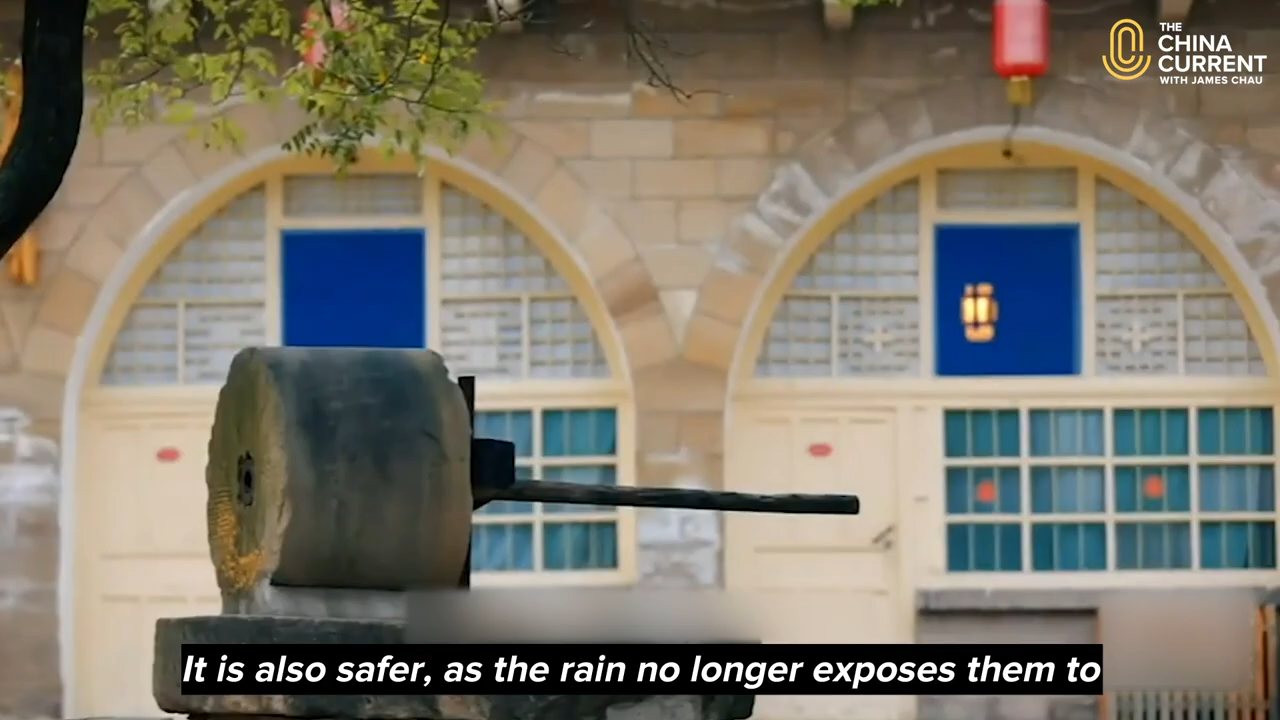 THE
CHINA
CURRENT
WITH JAMES CHAU
It is also safer, as the rain no longer exposes them to